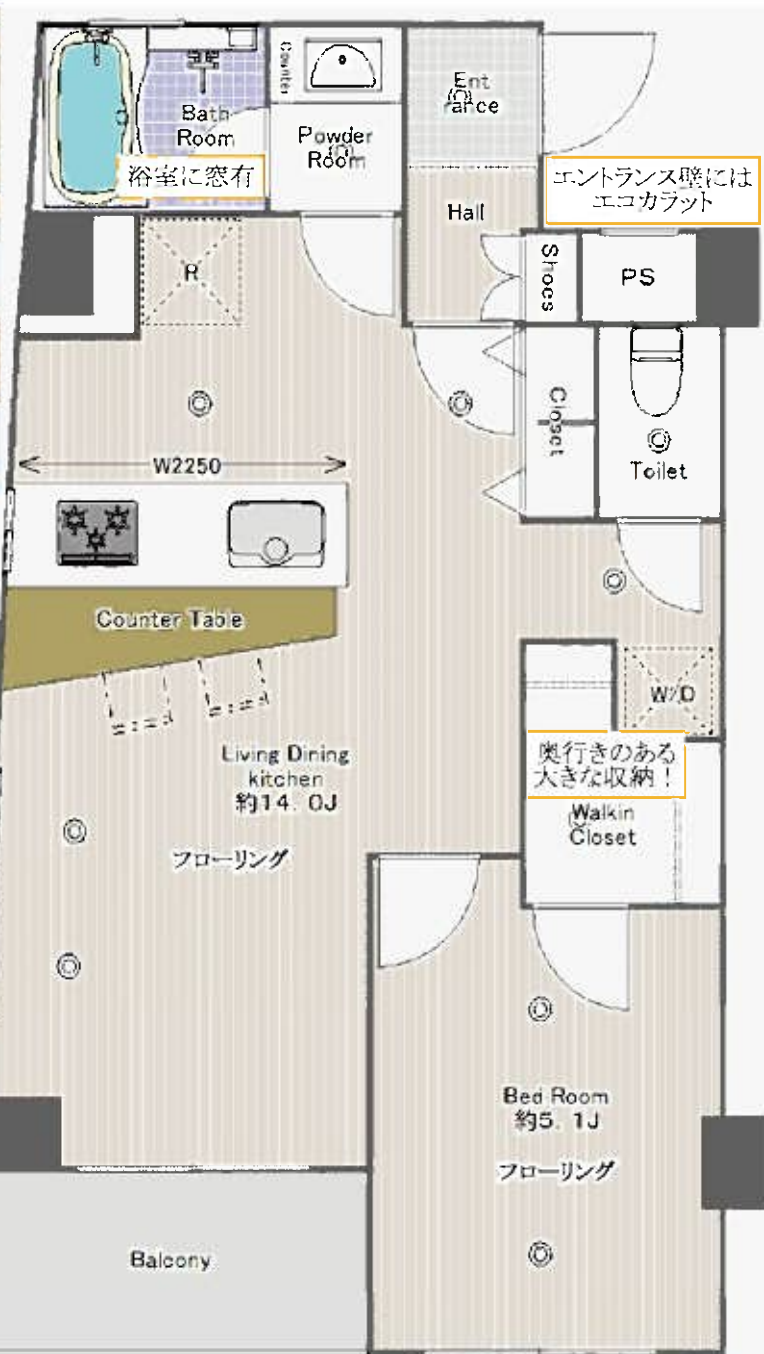 Counter
Ent
rance
Bath
Room
Powder
Room
浴室に窓有
エントランス壁には
エコカラット
Hall
Shoes
PS
R
Closet
W2250
Toilet
Counter Table
W/D
Living Dining
kitchen
約14. 0J
フローリング
奥行きのある
大きな収納！
Walkin
Closet
Bed Room
約5. 1J
フローリング
Balcony